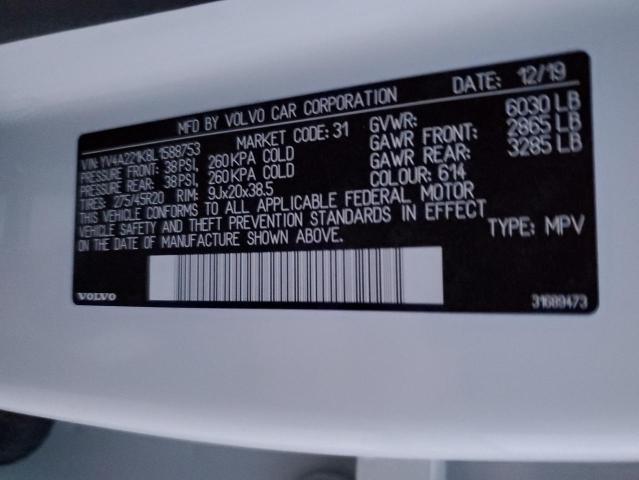 MFD BY VOLVO CAR CORPORATION DATE: 12/19
VIN: YV4A221K8L1588753 MARKET CODE: 31 GVWR: 6030 LB
PRESSURE FRONT: 38 PSI, 260 KPA COLD GAWR FRONT: 2865 LB
PRESSURE REAR: 38 PSI, 260 KPA COLD GAWR REAR: 3285 LB
TIRES: 275/45R20 RIM: 9Jx20x38.5 COLOUR: 614
THIS VEHICLE CONFORMS TO ALL APPLICABLE FEDERAL MOTOR
VEHICLE SAFETY AND THEFT PREVENTION STANDARDS IN EFFECT
ON THE DATE OF MANUFACTURE SHOWN ABOVE. TYPE: MPV
VOLVO 31689473